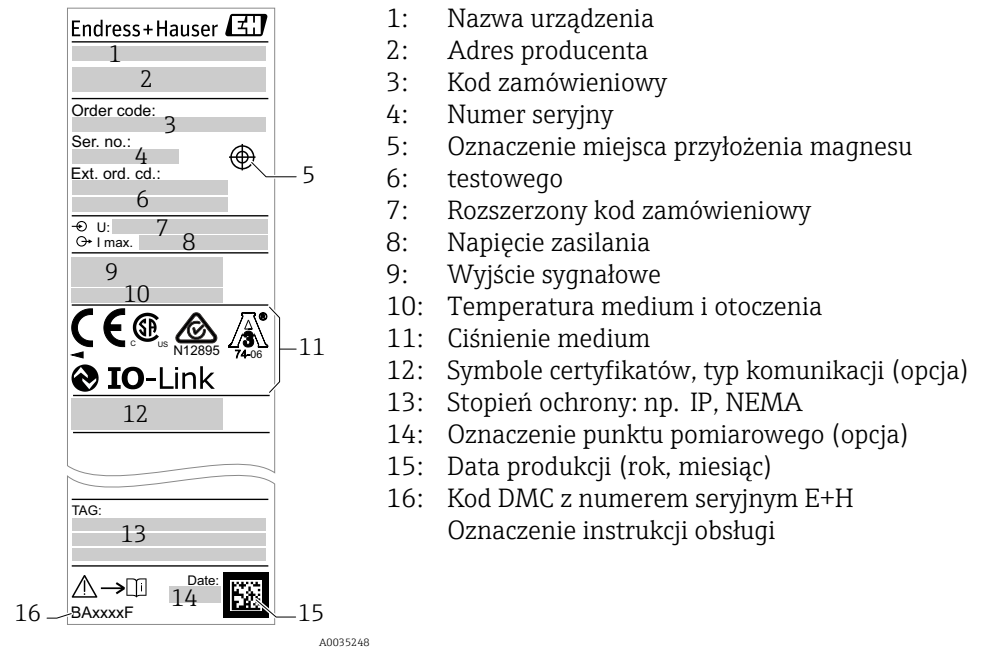 Endress+Hauser EH
1
2
Order code:
3
Ser. no.:
4
5
Ext. ord. cd.:
6
U: 7
I max. 8
9
10
CE c SA us N12895 A 3 ® 74-06
11
IO-Link
12
TAG:
13
Date:
14
i
15
16 BAxxxxF
A0035248
1: Nazwa urządzenia
2: Adres producenta
3: Kod zamówieniowy
4: Numer seryjny
5: Oznaczenie miejsca przyłożenia magnesu
6: testowego
7: Rozszerzony kod zamówieniowy
8: Napięcie zasilania
9: Wyjście sygnałowe
10: Temperatura medium i otoczenia
11: Ciśnienie medium
12: Symbole certyfikatów, typ komunikacji (opcja)
13: Stopień ochrony: np. IP, NEMA
14: Oznaczenie punktu pomiarowego (opcja)
15: Data produkcji (rok, miesiąc)
16: Kod DMC z numerem seryjnym E+H
Oznaczenie instrukcji obsługi